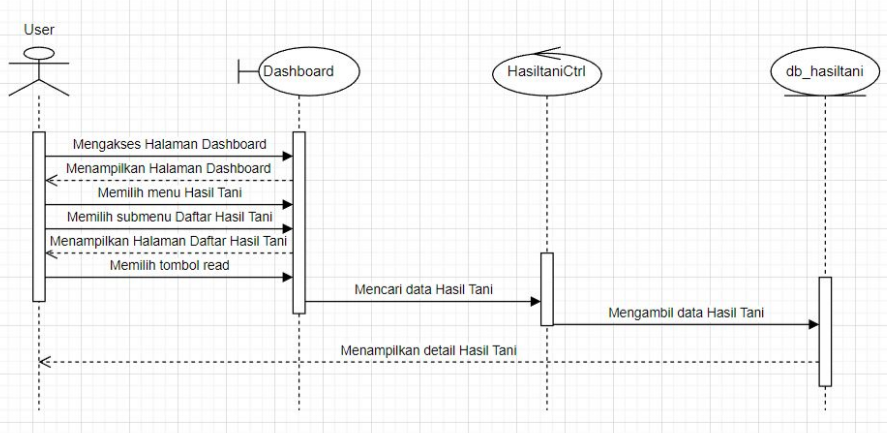 User
Dashboard
HasiltaniCtrl
db_hasiltani
Mengakses Halaman Dashboard
Menampilkan Halaman Dashboard
Memilih menu Hasil Tani
Memilih submenu Daftar Hasil Tani
Menampilkan Halaman Daftar Hasil Tani
Memilih tombol read
Mencari data Hasil Tani
Mengambil data Hasil Tani
Menampilkan detail Hasil Tani